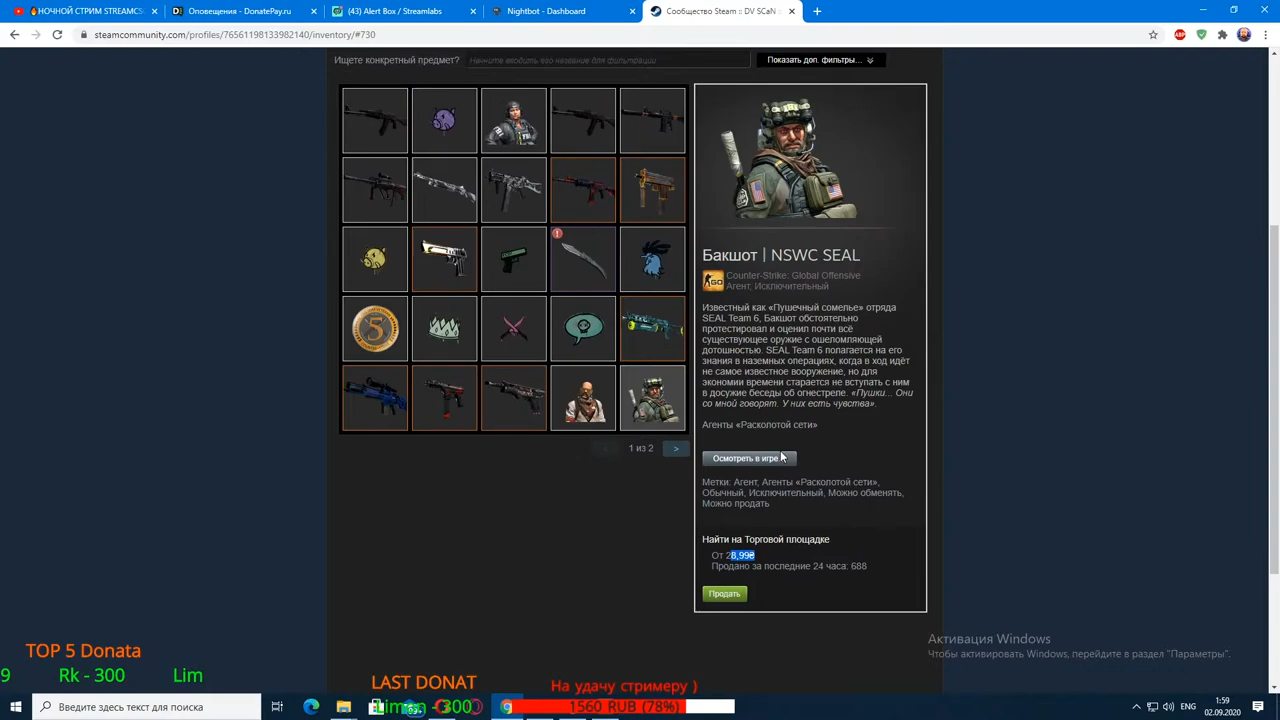 НОЧНОЙ СТРИМ STREAMCS
Оповещения - DonatePay.ru
(43) Alert Box / Streamlabs
Nightbot - Dashboard
Сообщество Steam :: DV SCaN ::
steamcommunity.com/profiles/76561198133982140/inventory/#730
Ищете конкретный предмет?
Начните вводить его название для фильтрации
Показать доп. фильтры...
Бакшот | NSWC SEAL
Counter-Strike: Global Offensive
Агент, Исключительный
Известный как «Пушечный сомелье» отряда
SEAL Team 6, Бакшот обстоятельно
протестировал и оценил почти всё
существующее оружие с ошеломляющей
дотошностью. SEAL Team 6 полагается на его
знания в наземных операциях, когда в ход идёт
не самое известное вооружение, но для
экономии времени старается не вступать с ним
в досужие беседы об огнестреле. «Пушки... Они
со мной говорят. У них есть чувства».
Агенты «Расколотой сети»
1 из 2
>
Осмотреть в игре
Метки: Агент, Агенты «Расколотой сети»,
Обычный, Исключительный, Можно обменять,
Можно продать
Найти на Торговой площадке
От 28,99₴
Продано за последние 24 часа: 688
Продать
Активация Windows
Чтобы активировать Windows, перейдите в раздел "Параметры".
TOP 5 Donata
9 Rk - 300 Lim
LAST DONAT
Limon - 300
На удачу стримеру )
1560 RUB (78%)
Введите здесь текст для поиска
ENG
1:59
02.09.2020